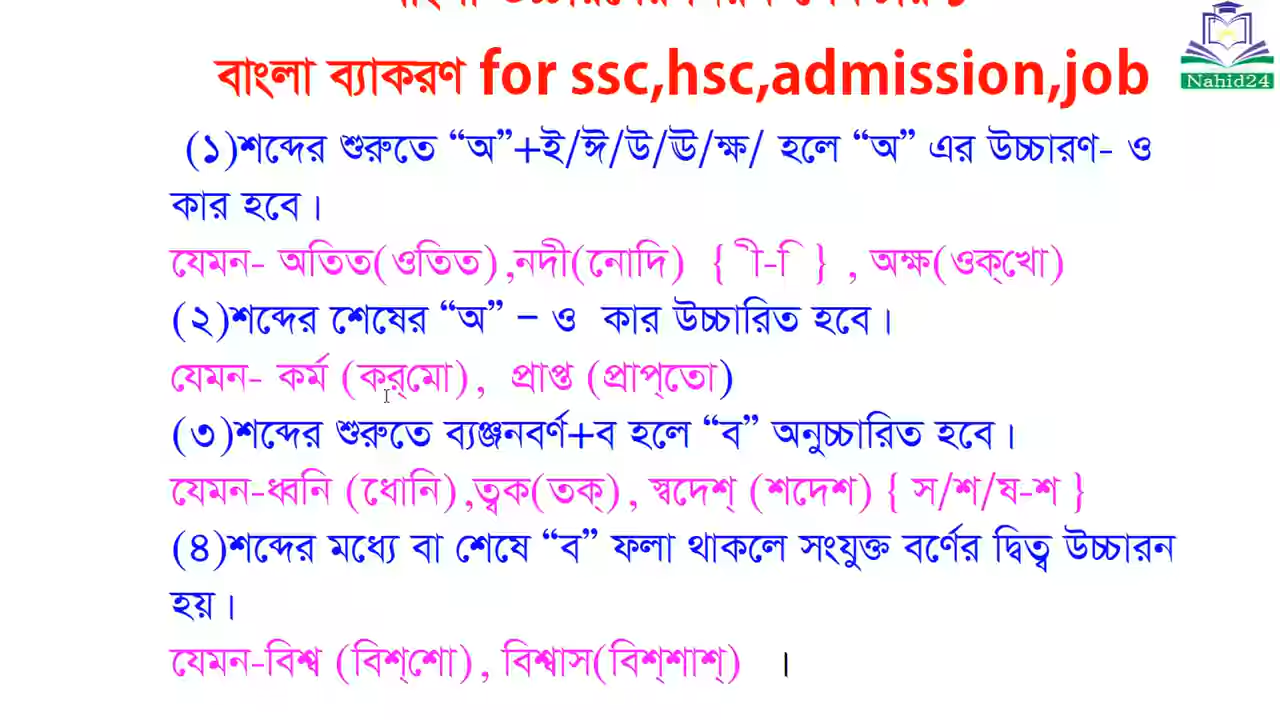 বাংলা ব্যাকরণ for ssc,hsc,admission,job
Nahid24
(১)শব্দের শুরুতে “অ”+ই/ঈ/উ/ঊ/ক্ষ/ হলে “অ” এর উচ্চারণ- ও
কার হবে।
যেমন- অতিত(ওতিত),নদী(নোদি) { ী-ি } , অক্ষ(ওক্‌খো)
(২)শব্দের শেষের “অ” – ও কার উচ্চারিত হবে।
যেমন- কর্ম (কর্‌মো), প্রাপ্ত (প্রাপ্‌তো)
(৩)শব্দের শুরুতে ব্যঞ্জনবর্ণ+ব হলে “ব” অনুচ্চারিত হবে।
যেমন-ধ্বনি (ধোনি),ত্বক(তক্), স্বদেশ্ (শদেশ) { স/শ/ষ-শ }
(৪)শব্দের মধ্যে বা শেষে “ব” ফলা থাকলে সংযুক্ত বর্ণের দ্বিত্ব উচ্চারন
হয়।
যেমন-বিশ্ব (বিশ্‌শো), বিশ্বাস(বিশ্‌শাশ্) ।